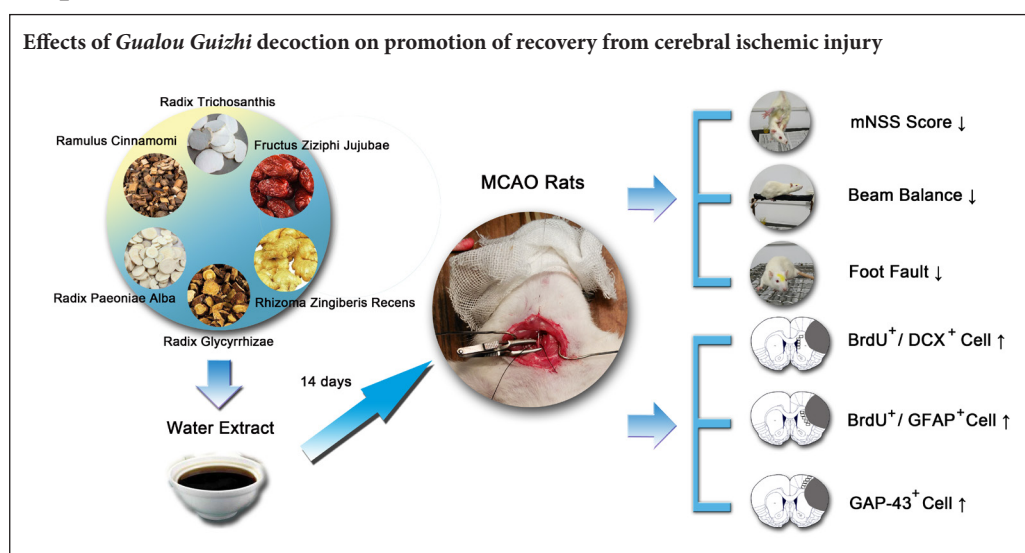 Effects of Gualou Guizhi decoction on promotion of recovery from cerebral ischemic injury
Radix Trichosanthis
Ramulus Cinnamomi
Fructus Ziziphi Jujubae
Radix Paeoniae Alba
Rhizoma Zingiberis Recens
Radix Glycyrrhizae
Water Extract
14 days
MCAO Rats
mNSS Score ↓
Beam Balance ↓
Foot Fault ↓
BrdU⁺ / DCX⁺ Cell ↑
BrdU⁺ / GFAP⁺ Cell ↑
GAP-43⁺ Cell ↑